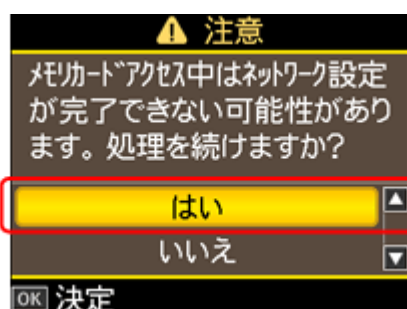 注意
ﾒﾓﾘｶｰﾄﾞｱｸｾｽ中はﾈｯﾄﾜｰｸ設定
が完了できない可能性があり
ます。処理を続けますか?
はい
いいえ
OK 決定